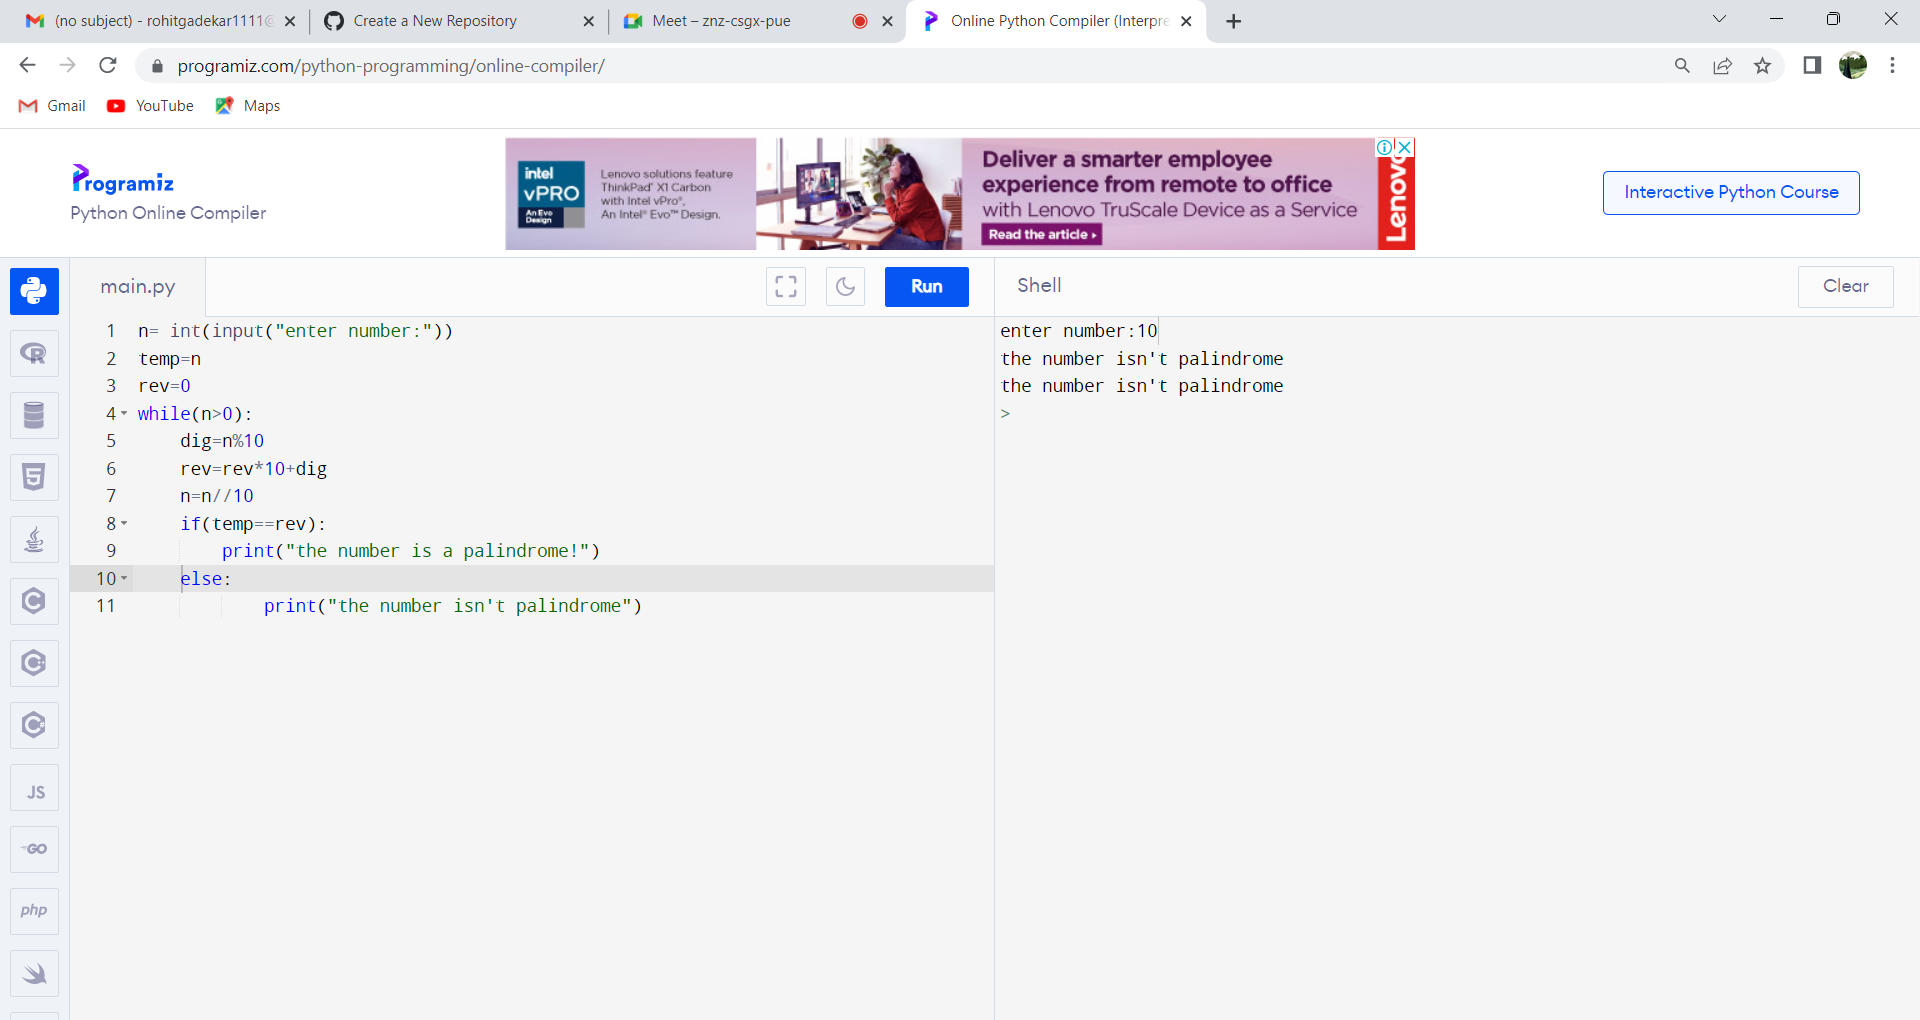 (no subject) - rohitgadekar1111@
Create a New Repository
Meet – znz-csgx-pue
Online Python Compiler (Interpre
programiz.com/python-programming/online-compiler/
Gmail
YouTube
Maps
Programiz
Python Online Compiler
intel
vPRO
An Evo
Design
Lenovo solutions feature
ThinkPad® X1 Carbon
with Intel vPro®,
An Intel® Evo™ Design.
Deliver a smarter employee
experience from remote to office
with Lenovo TruScale Device as a Service
Read the article ▸
Lenovo
Interactive Python Course
main.py
Run
Shell
Clear
1 n= int(input("enter number:"))
2 temp=n
3 rev=0
4 while(n>0):
5 dig=n%10
6 rev=rev*10+dig
7 n=n//10
8 if(temp==rev):
9 print("the number is a palindrome!")
10 else:
11 print("the number isn't palindrome")
enter number:10
the number isn't palindrome
the number isn't palindrome
>
R
5
C
C
C
JS
GO
php